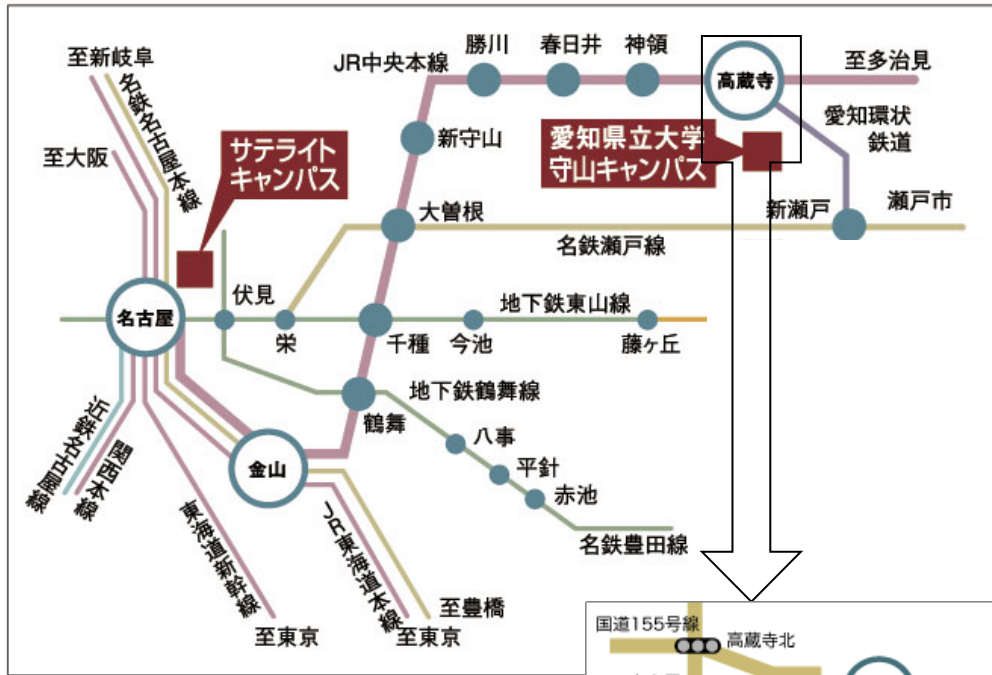 至新岐阜
名鉄名古屋本線
至大阪
サテライト
キャンパス
JR中央本線
勝川
春日井
神領
高蔵寺
至多治見
愛知環状
鉄道
新守山
愛知県立大学
守山キャンパス
大曽根
新瀬戸
瀬戸市
名鉄瀬戸線
名古屋
伏見
栄
千種
今池
地下鉄東山線
藤ヶ丘
地下鉄鶴舞線
鶴舞
八事
平針
赤池
名鉄豊田線
金山
近鉄名古屋線
関西本線
東海道新幹線
JR東海道本線
至豊橋
至東京
至東京
国道155号線
高蔵寺北